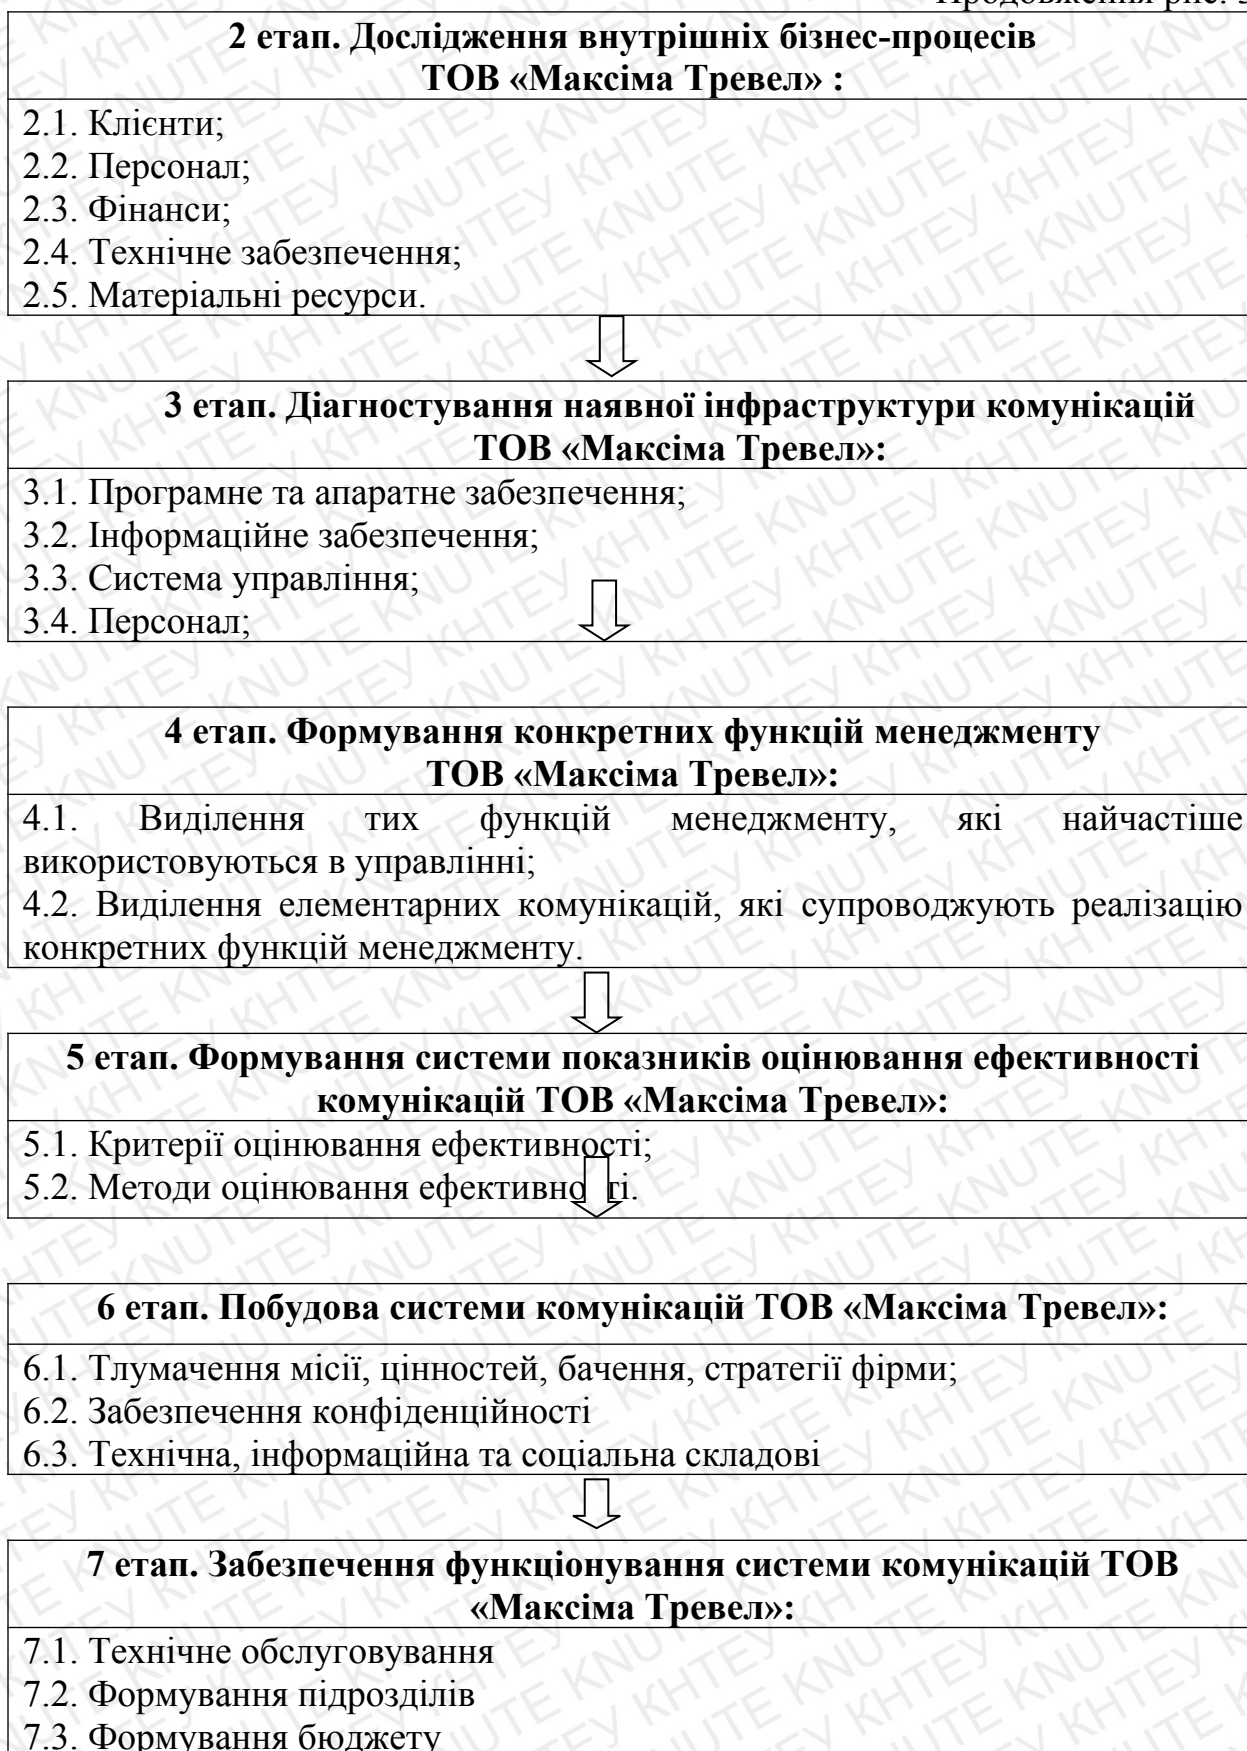 Продовження рис. 3
2 етап. Дослідження внутрішніх бізнес-процесів
ТОВ «Максіма Тревел» :
2.1. Клієнти;
2.2. Персонал;
2.3. Фінанси;
2.4. Технічне забезпечення;
2.5. Матеріальні ресурси.
3 етап. Діагностування наявної інфраструктури комунікацій
ТОВ «Максіма Тревел»:
3.1. Програмне та апаратне забезпечення;
3.2. Інформаційне забезпечення;
3.3. Система управління;
3.4. Персонал;
4 етап. Формування конкретних функцій менеджменту
ТОВ «Максіма Тревел»:
4.1. Виділення тих функцій менеджменту, які найчастіше
використовуються в управлінні;
4.2. Виділення елементарних комунікацій, які супроводжують реалізацію
конкретних функцій менеджменту.
5 етап. Формування системи показників оцінювання ефективності
комунікацій ТОВ «Максіма Тревел»:
5.1. Критерії оцінювання ефективності;
5.2. Методи оцінювання ефективності.
6 етап. Побудова системи комунікацій ТОВ «Максіма Тревел»:
6.1. Тлумачення місії, цінностей, бачення, стратегії фірми;
6.2. Забезпечення конфіденційності
6.3. Технічна, інформаційна та соціальна складові
7 етап. Забезпечення функціонування системи комунікацій ТОВ
«Максіма Тревел»:
7.1. Технічне обслуговування
7.2. Формування підрозділів
7.3. Формування бюджету